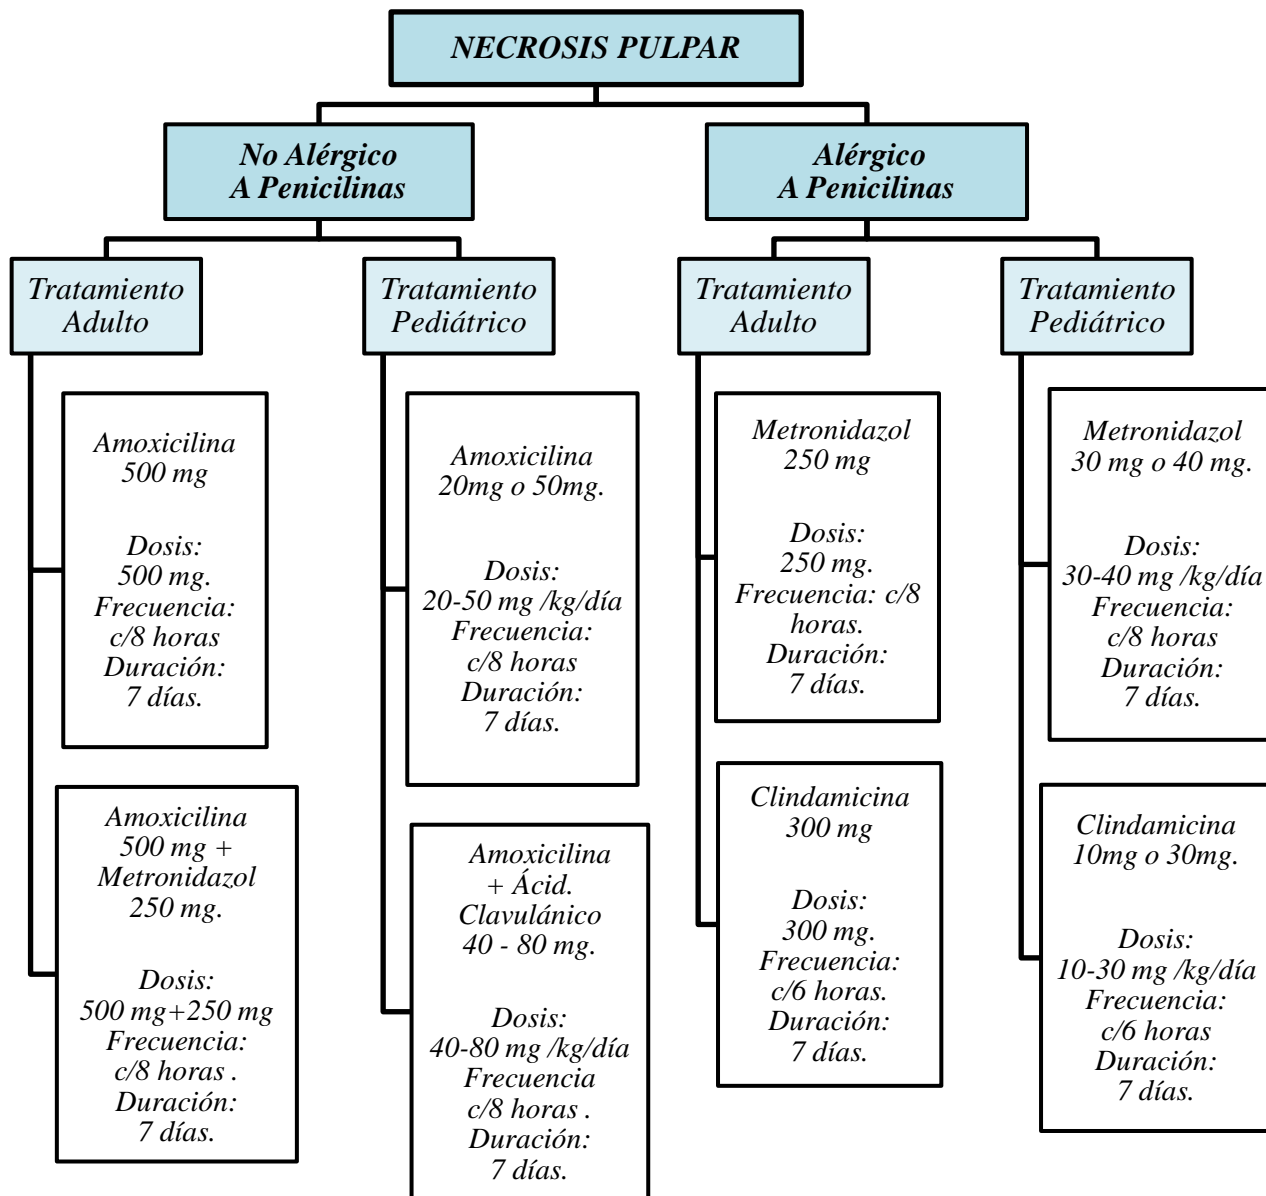 NECROSIS PULPAR
No Alérgico
A Penicilinas
Alérgico
A Penicilinas
Tratamiento
Adulto
Tratamiento
Pediátrico
Tratamiento
Adulto
Tratamiento
Pediátrico
Amoxicilina
500 mg
Dosis:
500 mg.
Frecuencia:
c/8 horas
Duración:
7 días.
Amoxicilina
500 mg +
Metronidazol
250 mg.
Dosis:
500 mg+250 mg
Frecuencia:
c/8 horas .
Duración:
7 días.
Amoxicilina
20mg o 50mg.
Dosis:
20-50 mg /kg/día
Frecuencia:
c/8 horas
Duración:
7 días.
Amoxicilina
+ Ácid.
Clavulánico
40 - 80 mg.
Dosis:
40-80 mg /kg/día
Frecuencia
c/8 horas .
Duración:
7 días.
Metronidazol
250 mg
Dosis:
250 mg.
Frecuencia: c/8
horas.
Duración:
7 días.
Clindamicina
300 mg
Dosis:
300 mg.
Frecuencia:
c/6 horas.
Duración:
7 días.
Metronidazol
30 mg o 40 mg.
Dosis:
30-40 mg /kg/día
Frecuencia:
c/8 horas
Duración:
7 días.
Clindamicina
10mg o 30mg.
Dosis:
10-30 mg /kg/día
Frecuencia:
c/6 horas
Duración:
7 días.